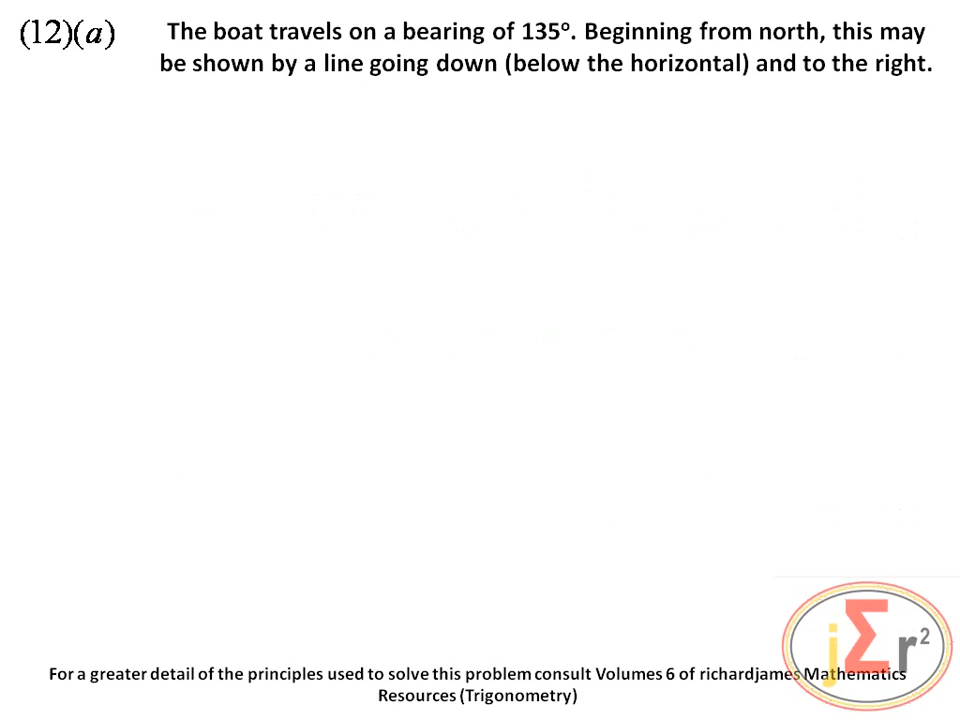 (12)(a)
The boat travels on a bearing of 135º. Beginning from north, this may
be shown by a line going down (below the horizontal) and to the right.
jΣr²
For a greater detail of the principles used to solve this problem consult Volumes 6 of richardjames Mathematics
Resources (Trigonometry)